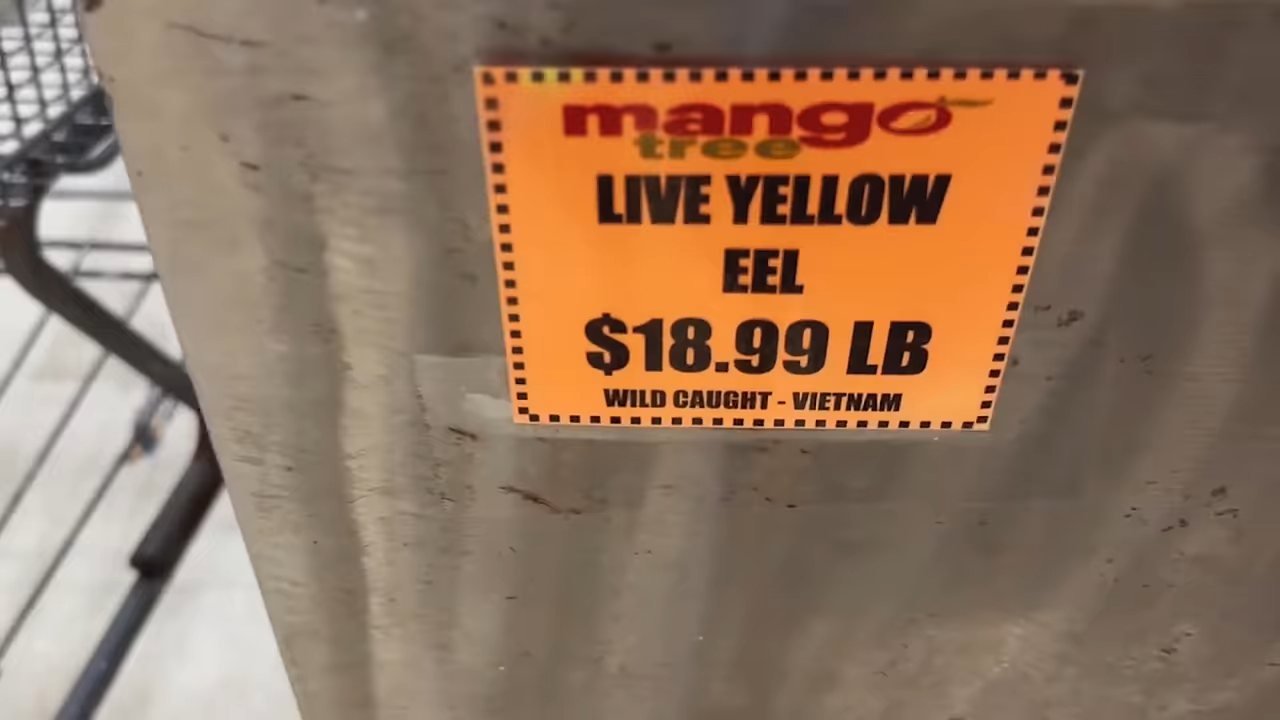 mango
tree
LIVE YELLOW
EEL
$18.99 LB
WILD CAUGHT - VIETNAM